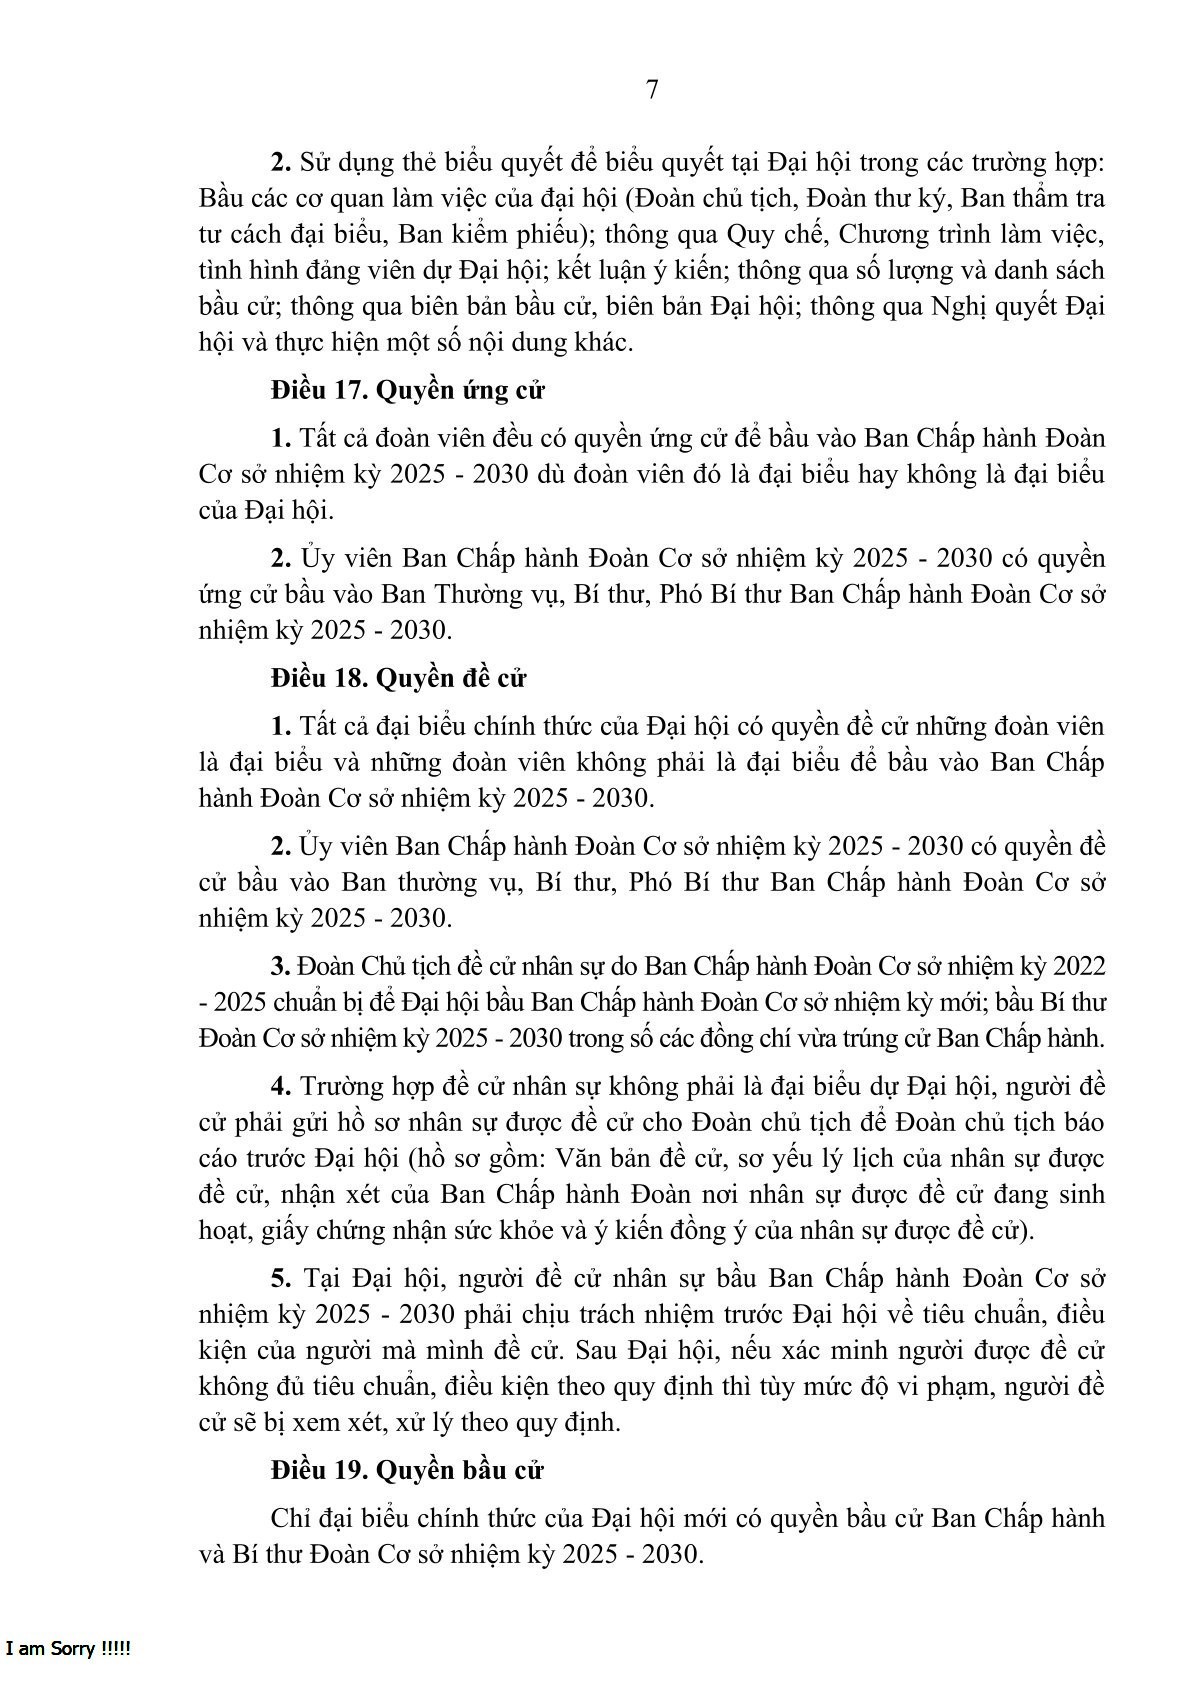 7
2. Sử dụng thẻ biểu quyết để biểu quyết tại Đại hội trong các trường hợp:
Bầu các cơ quan làm việc của đại hội (Đoàn chủ tịch, Đoàn thư ký, Ban thẩm tra
tư cách đại biểu, Ban kiểm phiếu); thông qua Quy chế, Chương trình làm việc,
tình hình đảng viên dự Đại hội; kết luận ý kiến; thông qua số lượng và danh sách
bầu cử; thông qua biên bản bầu cử, biên bản Đại hội; thông qua Nghị quyết Đại
hội và thực hiện một số nội dung khác.
Điều 17. Quyền ứng cử
1. Tất cả đoàn viên đều có quyền ứng cử để bầu vào Ban Chấp hành Đoàn
Cơ sở nhiệm kỳ 2025 - 2030 dù đoàn viên đó là đại biểu hay không là đại biểu
của Đại hội.
2. Ủy viên Ban Chấp hành Đoàn Cơ sở nhiệm kỳ 2025 - 2030 có quyền
ứng cử bầu vào Ban Thường vụ, Bí thư, Phó Bí thư Ban Chấp hành Đoàn Cơ sở
nhiệm kỳ 2025 - 2030.
Điều 18. Quyền đề cử
1. Tất cả đại biểu chính thức của Đại hội có quyền đề cử những đoàn viên
là đại biểu và những đoàn viên không phải là đại biểu để bầu vào Ban Chấp
hành Đoàn Cơ sở nhiệm kỳ 2025 - 2030.
2. Ủy viên Ban Chấp hành Đoàn Cơ sở nhiệm kỳ 2025 - 2030 có quyền đề
cử bầu vào Ban thường vụ, Bí thư, Phó Bí thư Ban Chấp hành Đoàn Cơ sở
nhiệm kỳ 2025 - 2030.
3. Đoàn Chủ tịch đề cử nhân sự do Ban Chấp hành Đoàn Cơ sở nhiệm kỳ 2022
- 2025 chuẩn bị để Đại hội bầu Ban Chấp hành Đoàn Cơ sở nhiệm kỳ mới; bầu Bí thư
Đoàn Cơ sở nhiệm kỳ 2025 - 2030 trong số các đồng chí vừa trúng cử Ban Chấp hành.
4. Trường hợp đề cử nhân sự không phải là đại biểu dự Đại hội, người đề
cử phải gửi hồ sơ nhân sự được đề cử cho Đoàn chủ tịch để Đoàn chủ tịch báo
cáo trước Đại hội (hồ sơ gồm: Văn bản đề cử, sơ yếu lý lịch của nhân sự được
đề cử, nhận xét của Ban Chấp hành Đoàn nơi nhân sự được đề cử đang sinh
hoạt, giấy chứng nhận sức khỏe và ý kiến đồng ý của nhân sự được đề cử).
5. Tại Đại hội, người đề cử nhân sự bầu Ban Chấp hành Đoàn Cơ sở
nhiệm kỳ 2025 - 2030 phải chịu trách nhiệm trước Đại hội về tiêu chuẩn, điều
kiện của người mà mình đề cử. Sau Đại hội, nếu xác minh người được đề cử
không đủ tiêu chuẩn, điều kiện theo quy định thì tùy mức độ vi phạm, người đề
cử sẽ bị xem xét, xử lý theo quy định.
Điều 19. Quyền bầu cử
Chỉ đại biểu chính thức của Đại hội mới có quyền bầu cử Ban Chấp hành
và Bí thư Đoàn Cơ sở nhiệm kỳ 2025 - 2030.
I am Sorry !!!!!